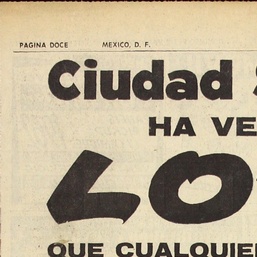 PAGINA DOCE MEXICO, D. F.
Ciudad
HA VE
LO
QUE CUALQUIE